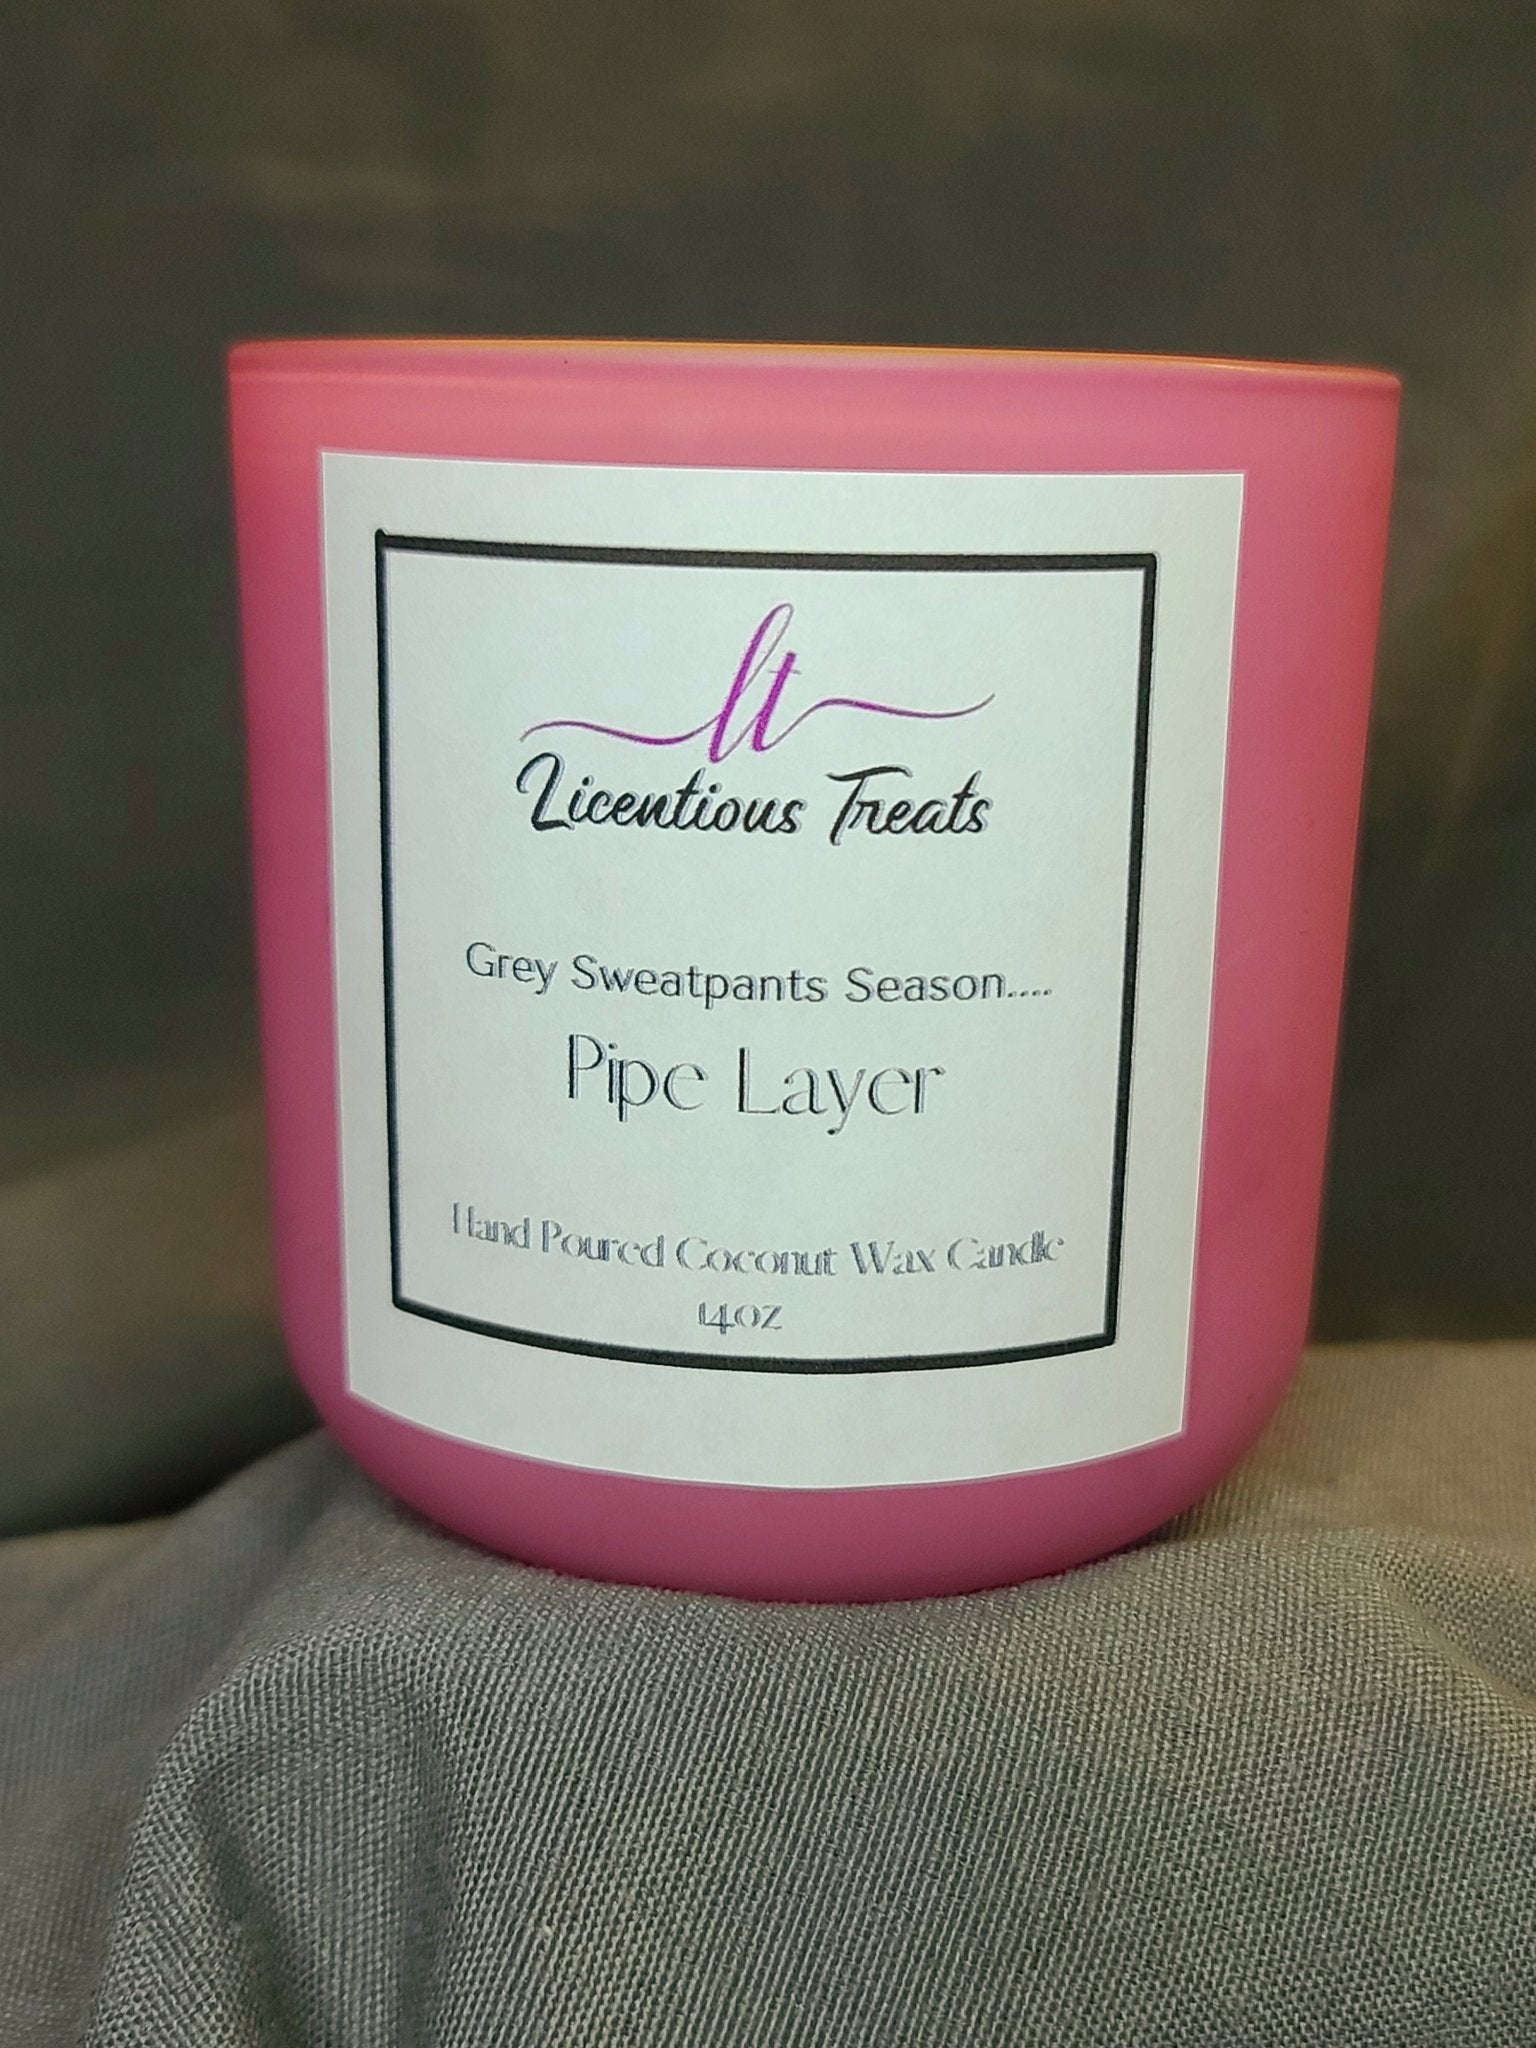 lt
Licentious Treats
Grey Sweatpants Season....
Pipe Layer
Hand Poured Coconut Wax Candle
14oz